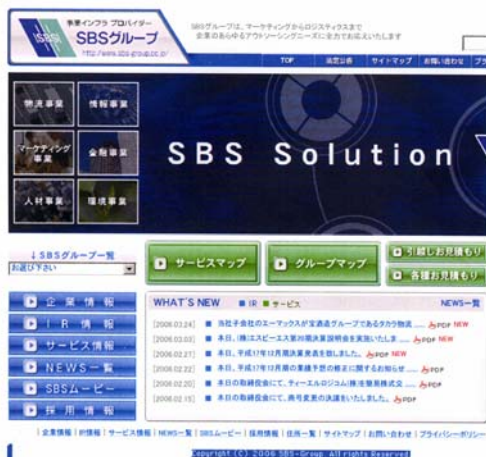 事業インフラ プロバイダー
SBS
SBSグループ
http://www.sbs-group.co.jp/
SBSグループは、マーケティングからロジスティクスまで
企業のあらゆるアウトソーシングニーズに全力でお応えいたします
TOP 法定公告 サイトマップ お問い合わせ プラ
物流事業 情報事業
マーケティング事業 金融事業
人材事業 環境事業
SBS Solution
↓SBSグループ一覧
お選び下さい
サービスマップ
グループマップ
引越しお見積もり
各種お見積もり
企業情報
IR情報
サービス情報
NEWS一覧
SBSムービー
採用情報
WHAT'S NEW ■ IR ■ サービス NEWS一覧
[2006.03.24] ■ 当社子会社のエーマックスが宝酒造グループであるタカラ物流 ..... PDF NEW
[2006.03.03] ■ 本日、(株)エスビーエス第20期決算説明会を実施いたしま ..... PDF NEW
[2006.02.27] ■ 本日、平成17年12月期決算発表を致しました。 PDF NEW
[2006.02.22] ■ 本日、平成17年12月期の業績予想の修正に関するお知らせ ..... PDF
[2006.02.20] ■ 本日の取締役会にて、ティーエルロジコム(株)を簡易株式交 ..... PDF
[2006.02.15] ■ 本日の取締役会にて、商号変更の決議をいたしました。 PDF
| 企業情報 | IR情報 | サービス情報 | NEWS一覧 | SBSムービー | 採用情報 | 住所一覧 | サイトマップ | お問い合わせ | プライバシーポリシー
Copyright (C) 2006 SBS-Group. All rights Reserved